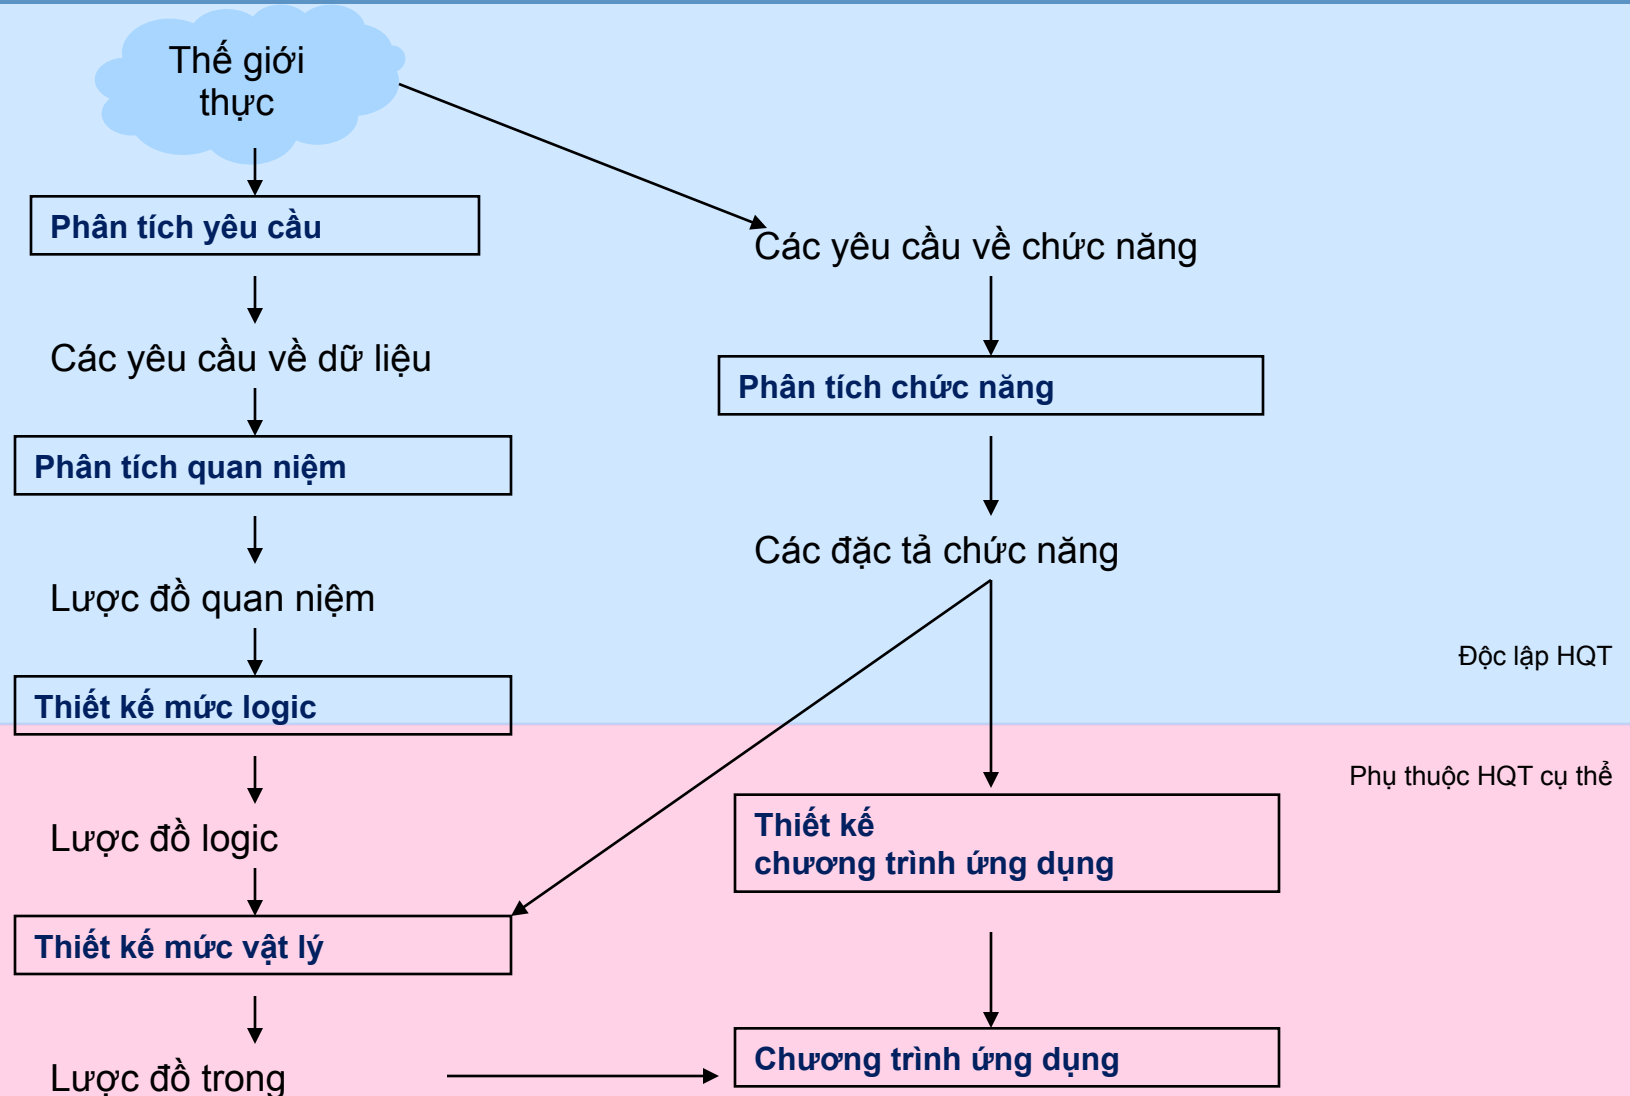 Thế giới
thực
Phân tích yêu cầu
Các yêu cầu về chức năng
Các yêu cầu về dữ liệu
Phân tích chức năng
Phân tích quan niệm
Các đặc tả chức năng
Lược đồ quan niệm
Độc lập HQT
Thiết kế mức logic
Phụ thuộc HQT cụ thể
Lược đồ logic
Thiết kế
chương trình ứng dụng
Thiết kế mức vật lý
Chương trình ứng dụng
Lược đồ trong